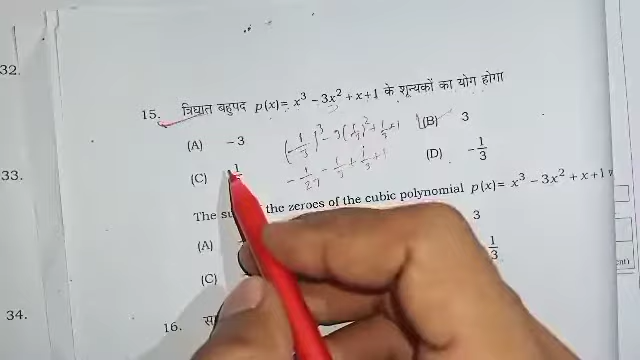 32.
15. त्रिघात बहुपद p(x) = x³ − 3x² + x + 1 के शून्यकों का योग होगा
(A) −3
(−1/3)³ − 3(1/3)² + 1/3 + 1
(B) 3
(C)
− 1/27 − 1/3 + 1/3 + 1
(D) −1/3
33.
The su the zeroes of the cubic polynomial p(x) = x³ − 3x² + x + 1
(A)
3
(C)
1/3
34.
16.